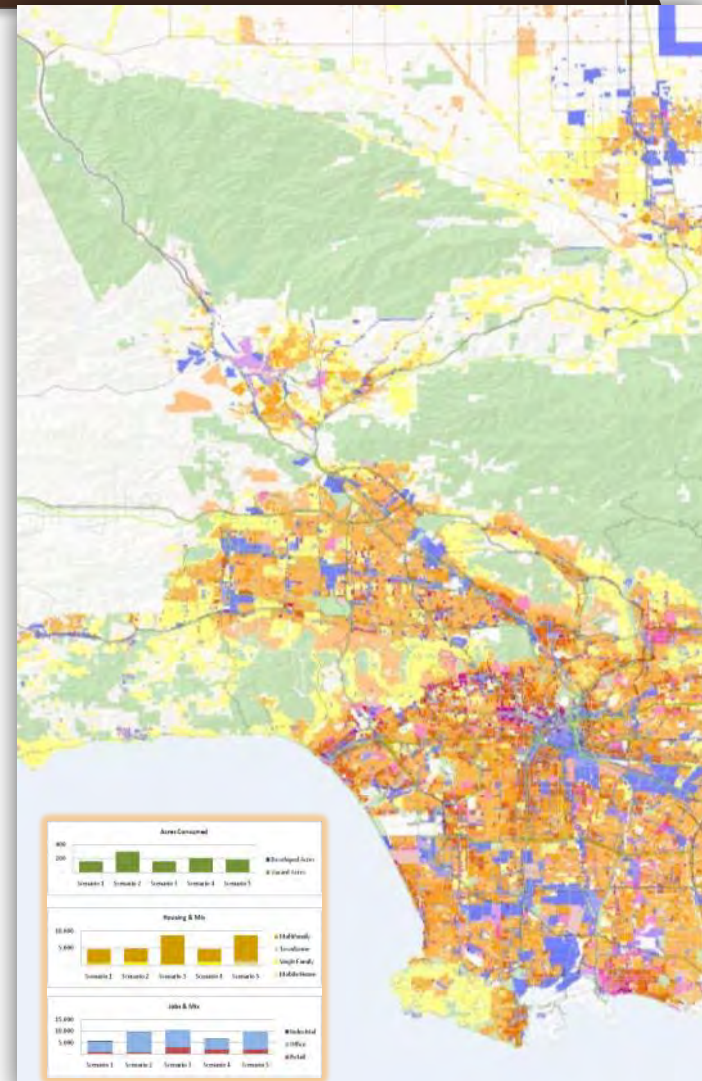 Acres Consumed
400
200
Developed Acres
Vacant Acres
Scenario 1 Scenario 2 Scenario 3 Scenario 4 Scenario 5
Housing & Mix
10,000
5,000
Multifamily
Townhome
Single Family
Mobile Home
Scenario 1 Scenario 2 Scenario 3 Scenario 4 Scenario 5
Jobs & Mix
15,000
10,000
5,000
Industrial
Office
Retail
Scenario 1 Scenario 2 Scenario 3 Scenario 4 Scenario 5